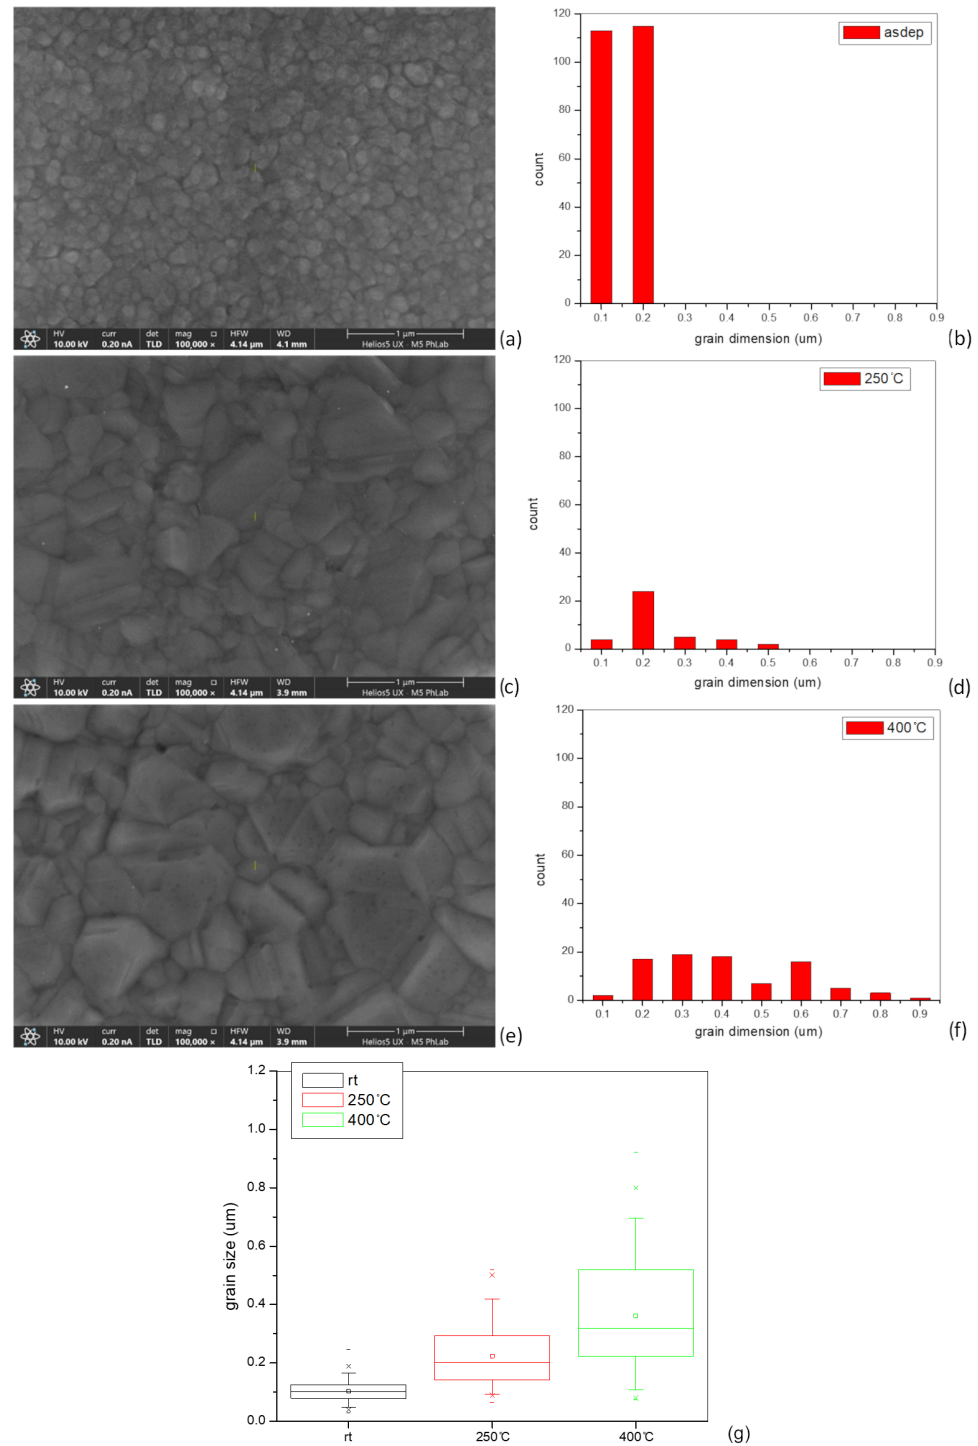 HV curr det mag □ HFW WD 1 µm
10.00 kV 0.20 nA TLD 100,000 × 4.14 µm 4.1 mm Helios5 UX - M5 PhLab
(a)
asdep
120
100
80
60
40
20
0
count
0.1 0.2 0.3 0.4 0.5 0.6 0.7 0.8 0.9
grain dimension (um)
(b)
HV curr det mag □ HFW WD 1 µm
10.00 kV 0.20 nA TLD 100,000 × 4.14 µm 3.9 mm Helios5 UX - M5 PhLab
(c)
250°C
120
100
80
60
40
20
0
count
0.1 0.2 0.3 0.4 0.5 0.6 0.7 0.8 0.9
grain dimension (um)
(d)
HV curr det mag □ HFW WD 1 µm
10.00 kV 0.20 nA TLD 100,000 × 4.14 µm 3.9 mm Helios5 UX - M5 PhLab
(e)
400°C
120
100
80
60
40
20
0
count
0.1 0.2 0.3 0.4 0.5 0.6 0.7 0.8 0.9
grain dimension (um)
(f)
rt
250°C
400°C
1.2
1.0
0.8
0.6
0.4
0.2
0.0
grain size (um)
rt 250°C 400°C
(g)